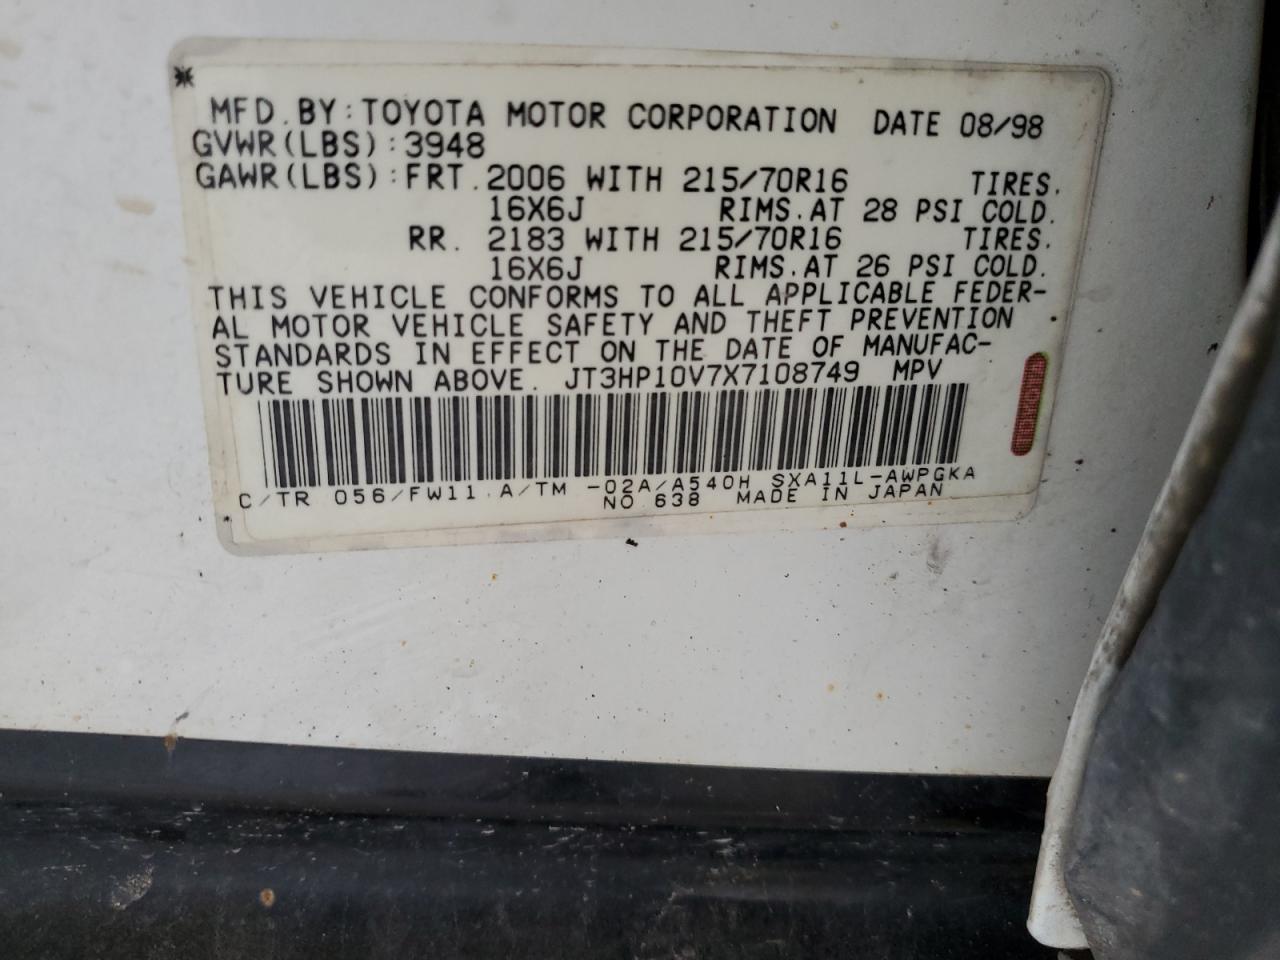 MFD. BY: TOYOTA MOTOR CORPORATION DATE 08/98
GVWR(LBS): 3948
GAWR(LBS): FRT. 2006 WITH 215/70R16 TIRES.
16X6J RIMS. AT 28 PSI COLD.
RR. 2183 WITH 215/70R16 TIRES.
16X6J RIMS. AT 26 PSI COLD.
THIS VEHICLE CONFORMS TO ALL APPLICABLE FEDER-
AL MOTOR VEHICLE SAFETY AND THEFT PREVENTION
STANDARDS IN EFFECT ON THE DATE OF MANUFAC-
TURE SHOWN ABOVE. JT3HP10V7X7108749 MPV
C/TR 056/FW11 A/TM -02A/A540H SXA11L-AWPGKA
NO. 638 MADE IN JAPAN